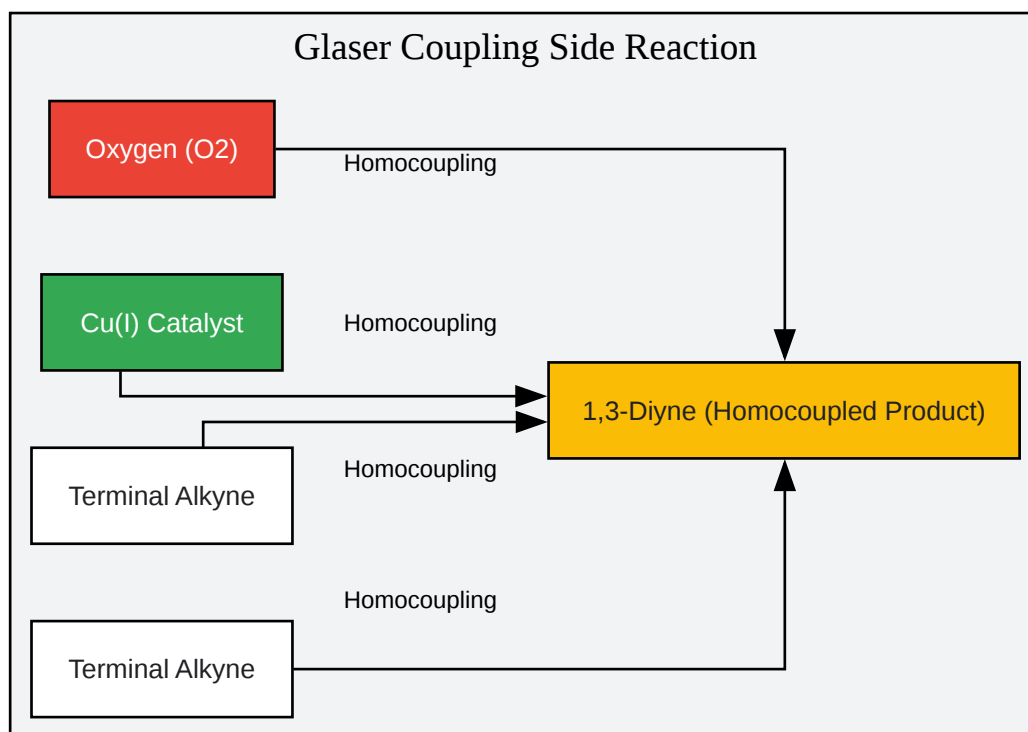 Glaser Coupling Side Reaction
Oxygen (O2)
Homocoupling
Cu(I) Catalyst
Homocoupling
1,3-Diyne (Homocoupled Product)
Terminal Alkyne
Homocoupling
Homocoupling
Terminal Alkyne